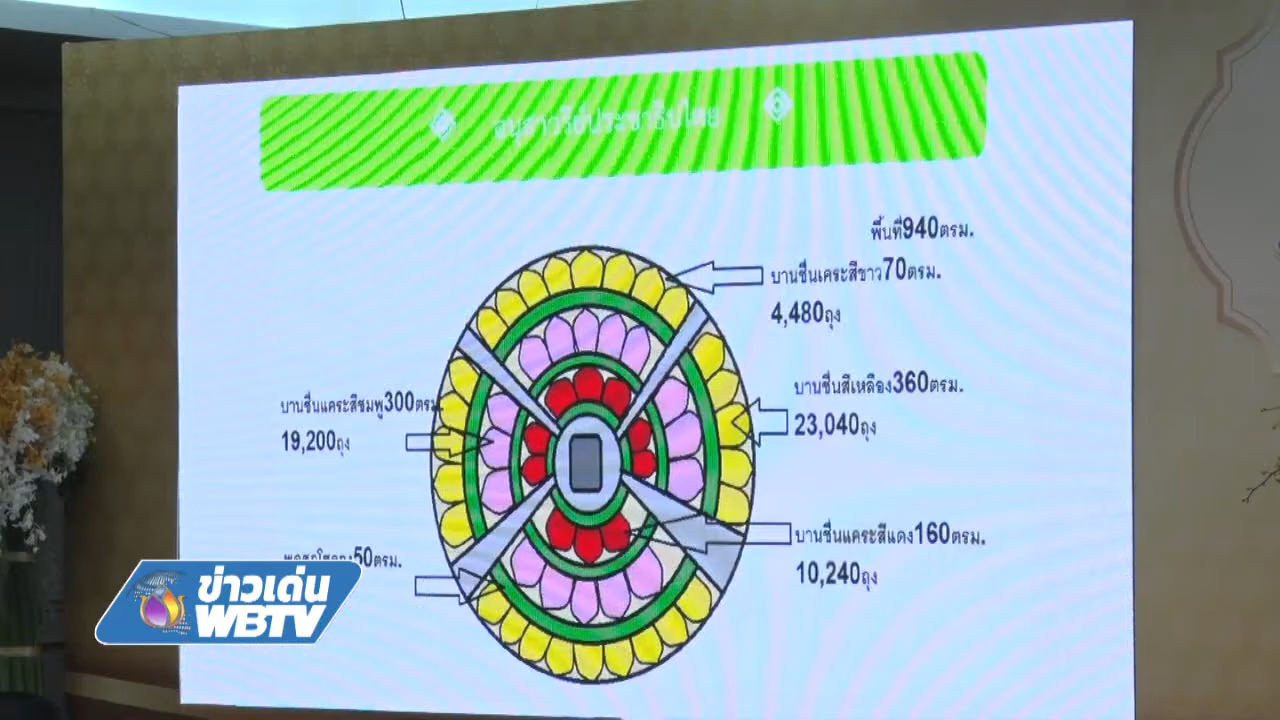 อนุสาวรีย์ประชาธิปไตย
พื้นที่940ตรม.
บานชื่นเคระสีขาว70ตรม.
4,480ถุง
บานชื่นสีเหลือง360ตรม.
23,040ถุง
บานชื่นแคระสีชมพู300ตรม
19,200ถุง
บานชื่นแคระสีแดง160ตรม.
10,240ถุง
50ตรม.
ข่าวเด่น
WBTV